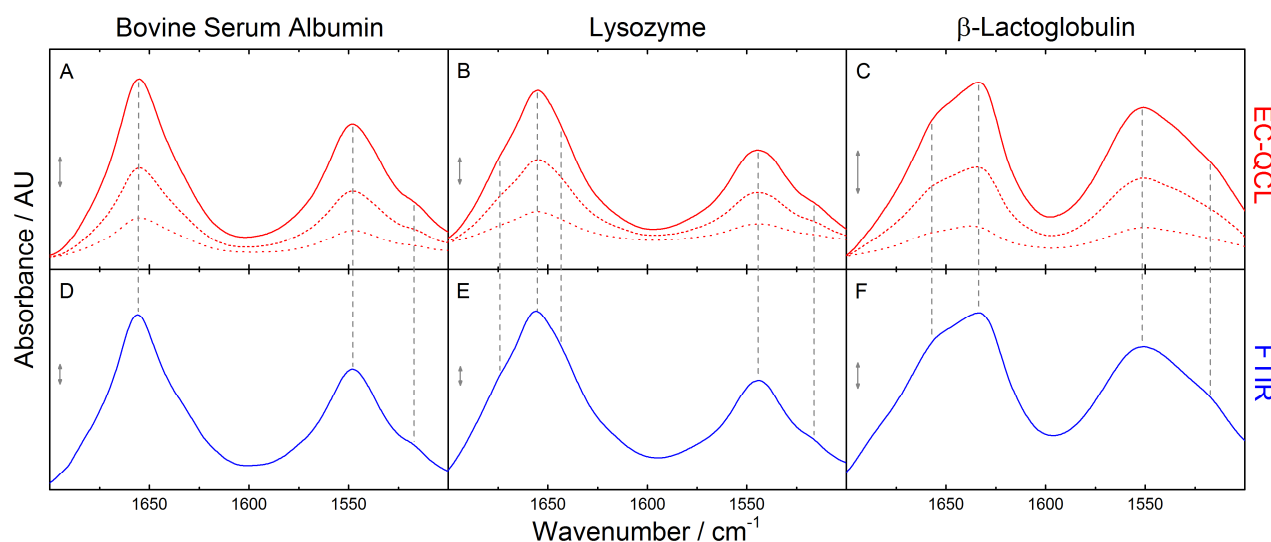 Bovine Serum Albumin
Lysozyme
β-Lactoglobulin
A
B
C
EC-QCL
Absorbance / AU
D
E
F
FTIR
1650
1600
1550
1650
1600
1550
1650
1600
1550
Wavenumber / cm⁻¹